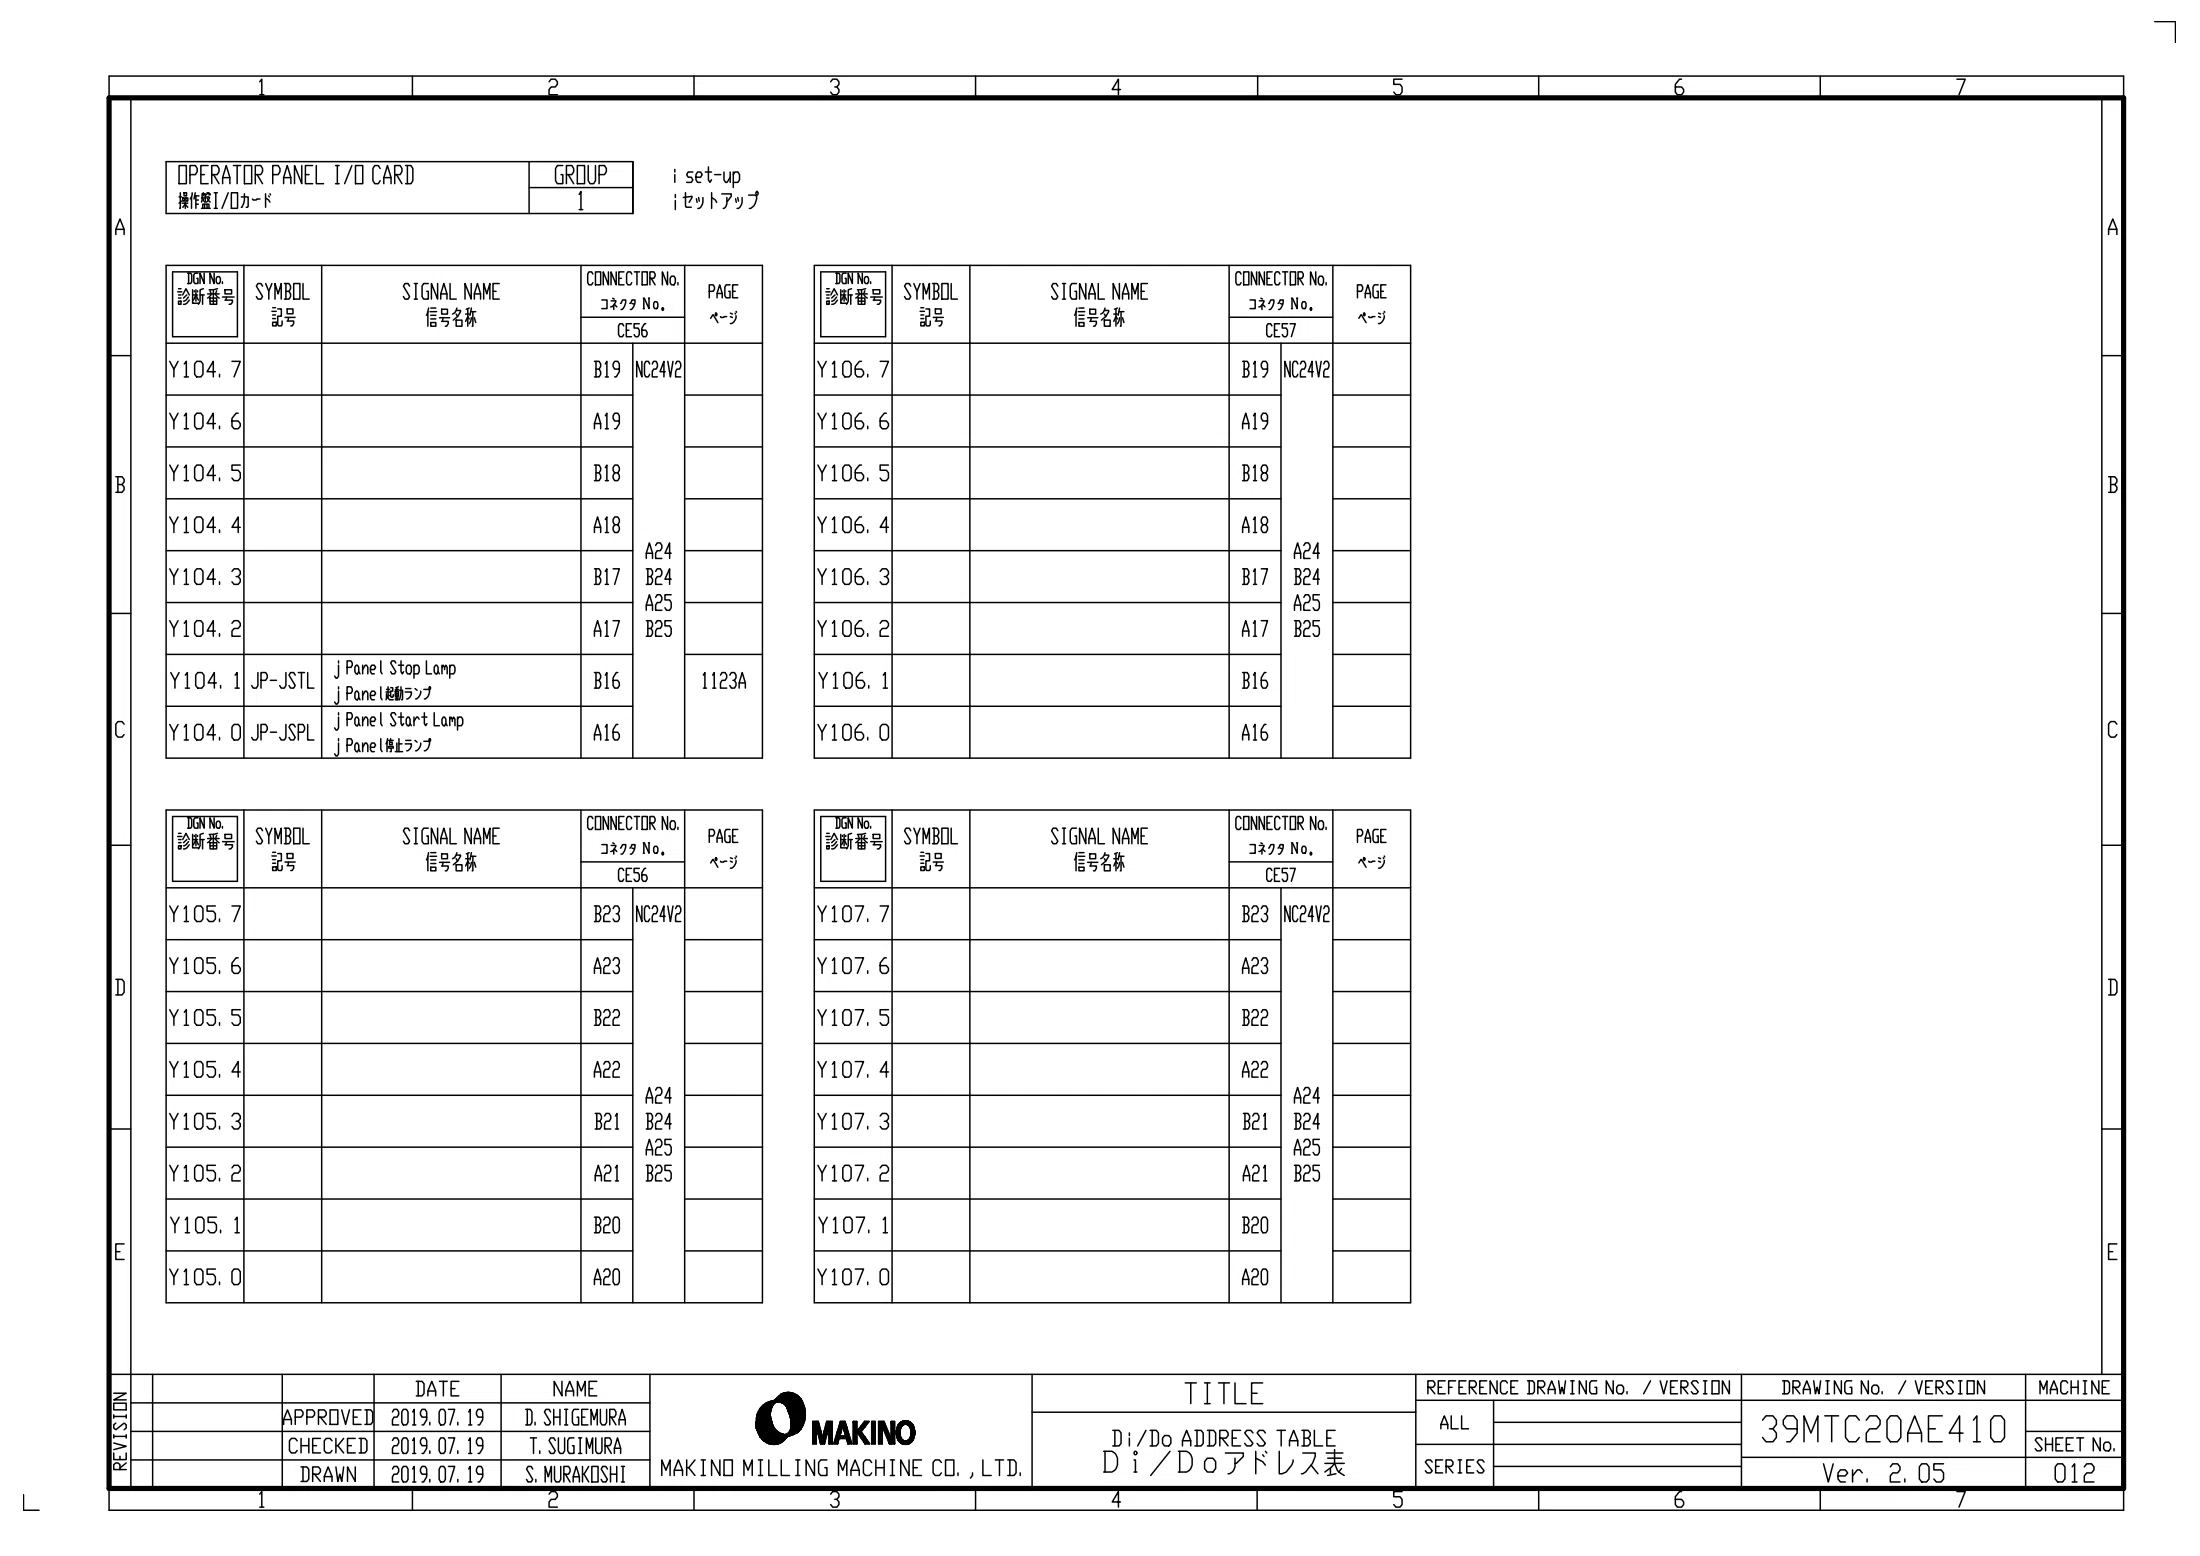 1 2 3 4 5 6 7
OPERATOR PANEL I/O CARD GROUP i set-up
操作盤I/Oカード 1 iセットアップ
A A
DGN No. SYMBOL SIGNAL NAME CONNECTOR No. PAGE
診断番号 記号 信号名称 コネクタ No. ページ
CE56
Y104.7 B19 NC24V2
Y104.6 A19
Y104.5 B18
Y104.4 A18
A24
Y104.3 B17 B24
A25
Y104.2 A17 B25
Y104.1 JP-JSTL j Panel Stop Lamp B16 1123A
j Panel起動ランプ
Y104.0 JP-JSPL j Panel Start Lamp A16
j Panel停止ランプ
DGN No. SYMBOL SIGNAL NAME CONNECTOR No. PAGE
診断番号 記号 信号名称 コネクタ No. ページ
CE57
Y106.7 B19 NC24V2
Y106.6 A19
Y106.5 B18
Y106.4 A18
A24
Y106.3 B17 B24
A25
Y106.2 A17 B25
Y106.1 B16
Y106.0 A16
B B
C C
DGN No. SYMBOL SIGNAL NAME CONNECTOR No. PAGE
診断番号 記号 信号名称 コネクタ No. ページ
CE56
Y105.7 B23 NC24V2
Y105.6 A23
Y105.5 B22
Y105.4 A22
A24
Y105.3 B21 B24
A25
Y105.2 A21 B25
Y105.1 B20
Y105.0 A20
DGN No. SYMBOL SIGNAL NAME CONNECTOR No. PAGE
診断番号 記号 信号名称 コネクタ No. ページ
CE57
Y107.7 B23 NC24V2
Y107.6 A23
Y107.5 B22
Y107.4 A22
A24
Y107.3 B21 B24
A25
Y107.2 A21 B25
Y107.1 B20
Y107.0 A20
D D
E E
REVISION
DATE NAME
APPROVED 2019.07.19 D. SHIGEMURA
CHECKED 2019.07.19 T. SUGIMURA
DRAWN 2019.07.19 S. MURAKOSHI
MAKINO
MAKINO MILLING MACHINE CO.,LTD.
TITLE
Di/Do ADDRESS TABLE
Di/Doアドレス表
REFERENCE DRAWING No. / VERSION
ALL
SERIES
DRAWING No. / VERSION
39MTC20AE410
Ver. 2.05
MACHINE
SHEET No.
012
1 2 3 4 5 6 7